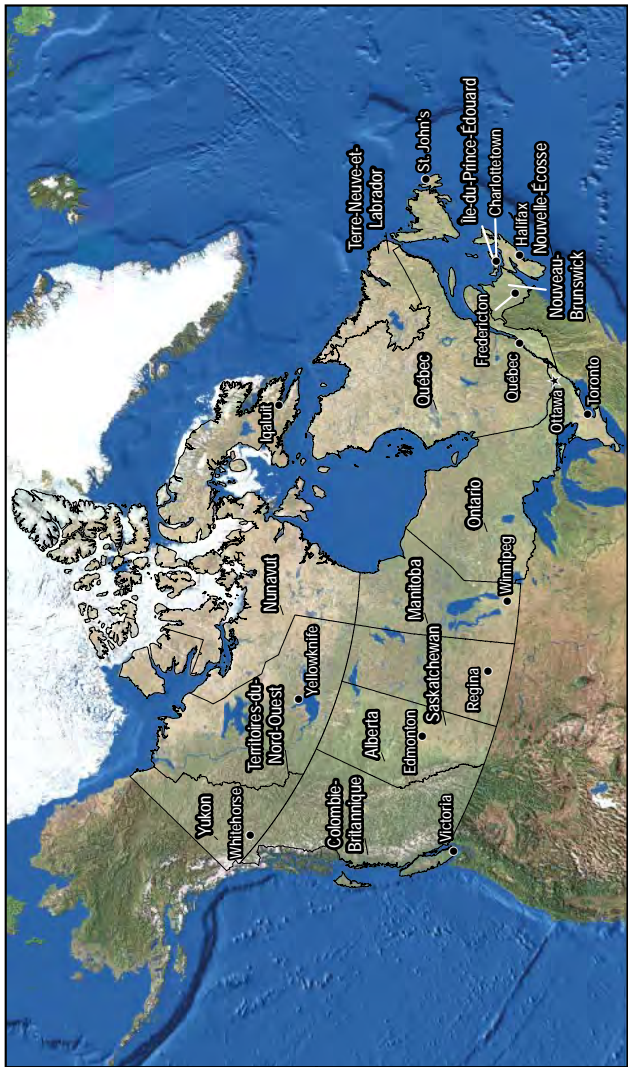 Yukon
Whitehorse
Territoires-du-
Nord-Ouest
Yellowknife
Nunavut
Iqaluit
Colombie-
Britannique
Victoria
Alberta
Edmonton
Saskatchewan
Regina
Manitoba
Winnipeg
Ontario
Toronto
Ottawa
Québec
Québec
Terre-Neuve-et-
Labrador
St. John's
Île-du-Prince-Édouard
Charlottetown
Halifax
Nouvelle-Écosse
Fredericton
Nouveau-
Brunswick